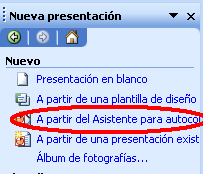 Nueva presentación
Nuevo
Presentación en blanco
A partir de una plantilla de diseño
A partir del Asistente para autoco
A partir de una presentación exist
Álbum de fotografías...